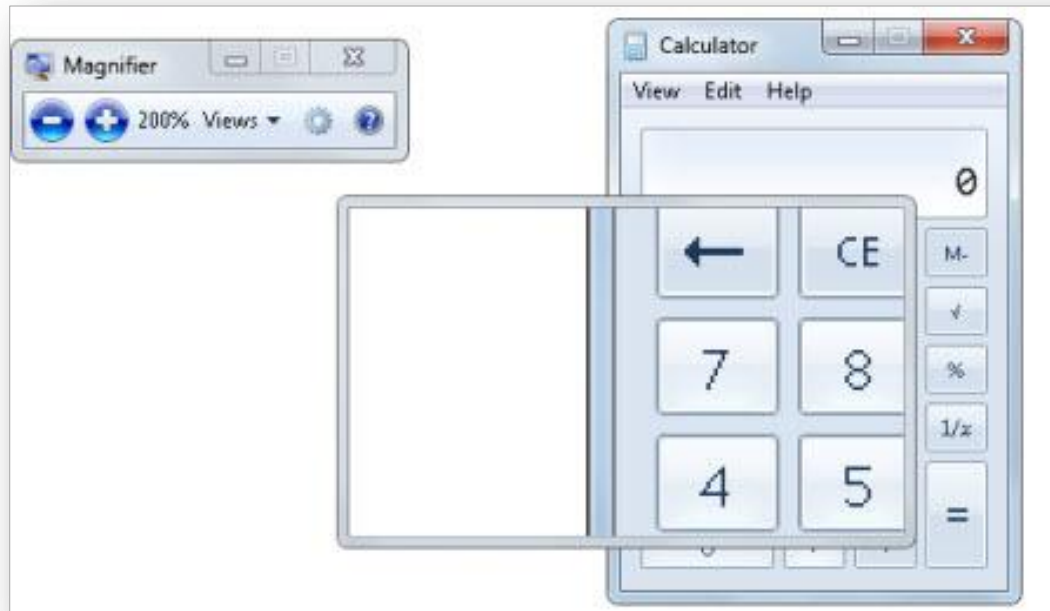 Magnifier
200% Views
Calculator
View Edit Help
0
← CE
M-
√
7 8
%
1/x
4 5
=